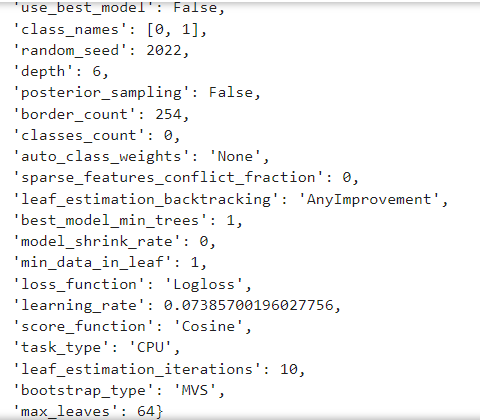 'use_best_model': False,
'class_names': [0, 1],
'random_seed': 2022,
'depth': 6,
'posterior_sampling': False,
'border_count': 254,
'classes_count': 0,
'auto_class_weights': 'None',
'sparse_features_conflict_fraction': 0,
'leaf_estimation_backtracking': 'AnyImprovement',
'best_model_min_trees': 1,
'model_shrink_rate': 0,
'min_data_in_leaf': 1,
'loss_function': 'Logloss',
'learning_rate': 0.07385700196027756,
'score_function': 'Cosine',
'task_type': 'CPU',
'leaf_estimation_iterations': 10,
'bootstrap_type': 'MVS',
'max_leaves': 64}